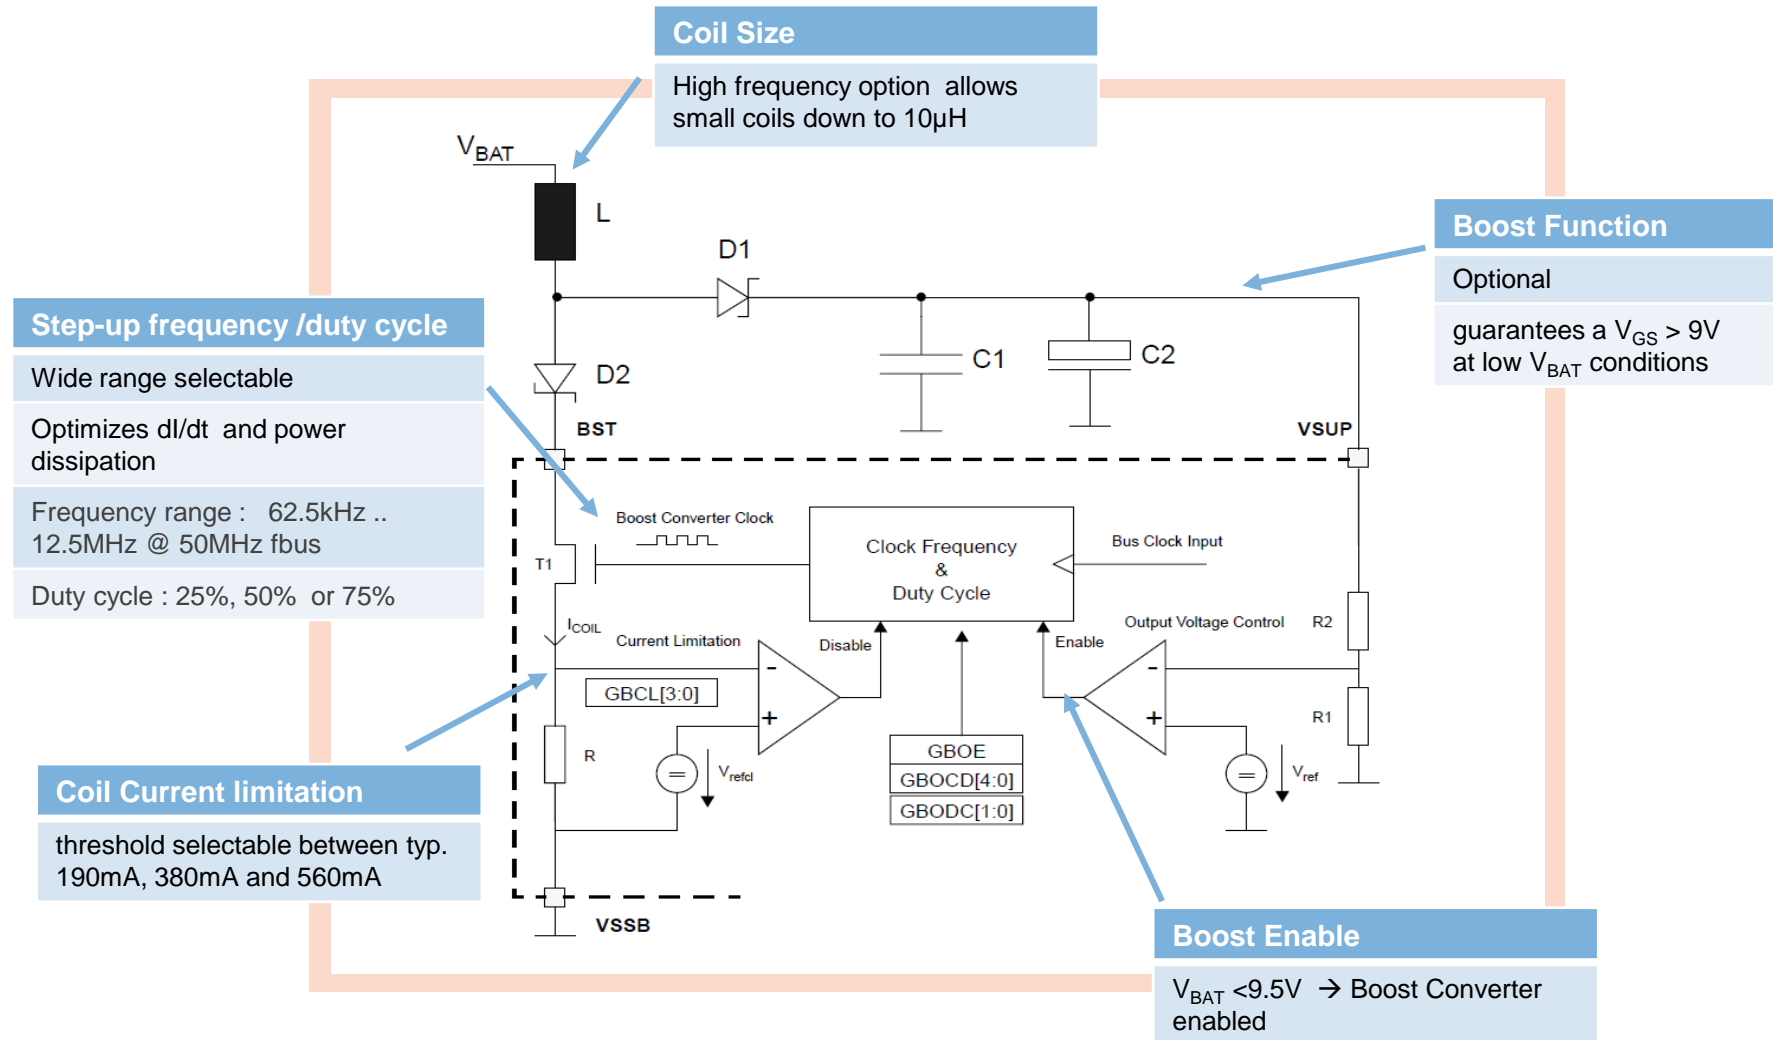 Coil Size
High frequency option allows
small coils down to 10µH
VBAT
L
D1
Boost Function
Optional
guarantees a VGS > 9V
at low VBAT conditions
Step-up frequency /duty cycle
Wide range selectable
Optimizes dI/dt and power
dissipation
Frequency range : 62.5kHz ..
12.5MHz @ 50MHz fbus
Duty cycle : 25%, 50% or 75%
D2
C1
C2
BST
VSUP
Boost Converter Clock
Clock Frequency
&
Duty Cycle
Bus Clock Input
T1
ICOIL
Current Limitation
Disable
Enable
Output Voltage Control
R2
-
-
GBCL[3:0]
+
+
R1
R
=
Vrefcl
GBOE
GBOCD[4:0]
GBODC[1:0]
=
Vref
Coil Current limitation
threshold selectable between typ.
190mA, 380mA and 560mA
VSSB
Boost Enable
VBAT <9.5V → Boost Converter
enabled